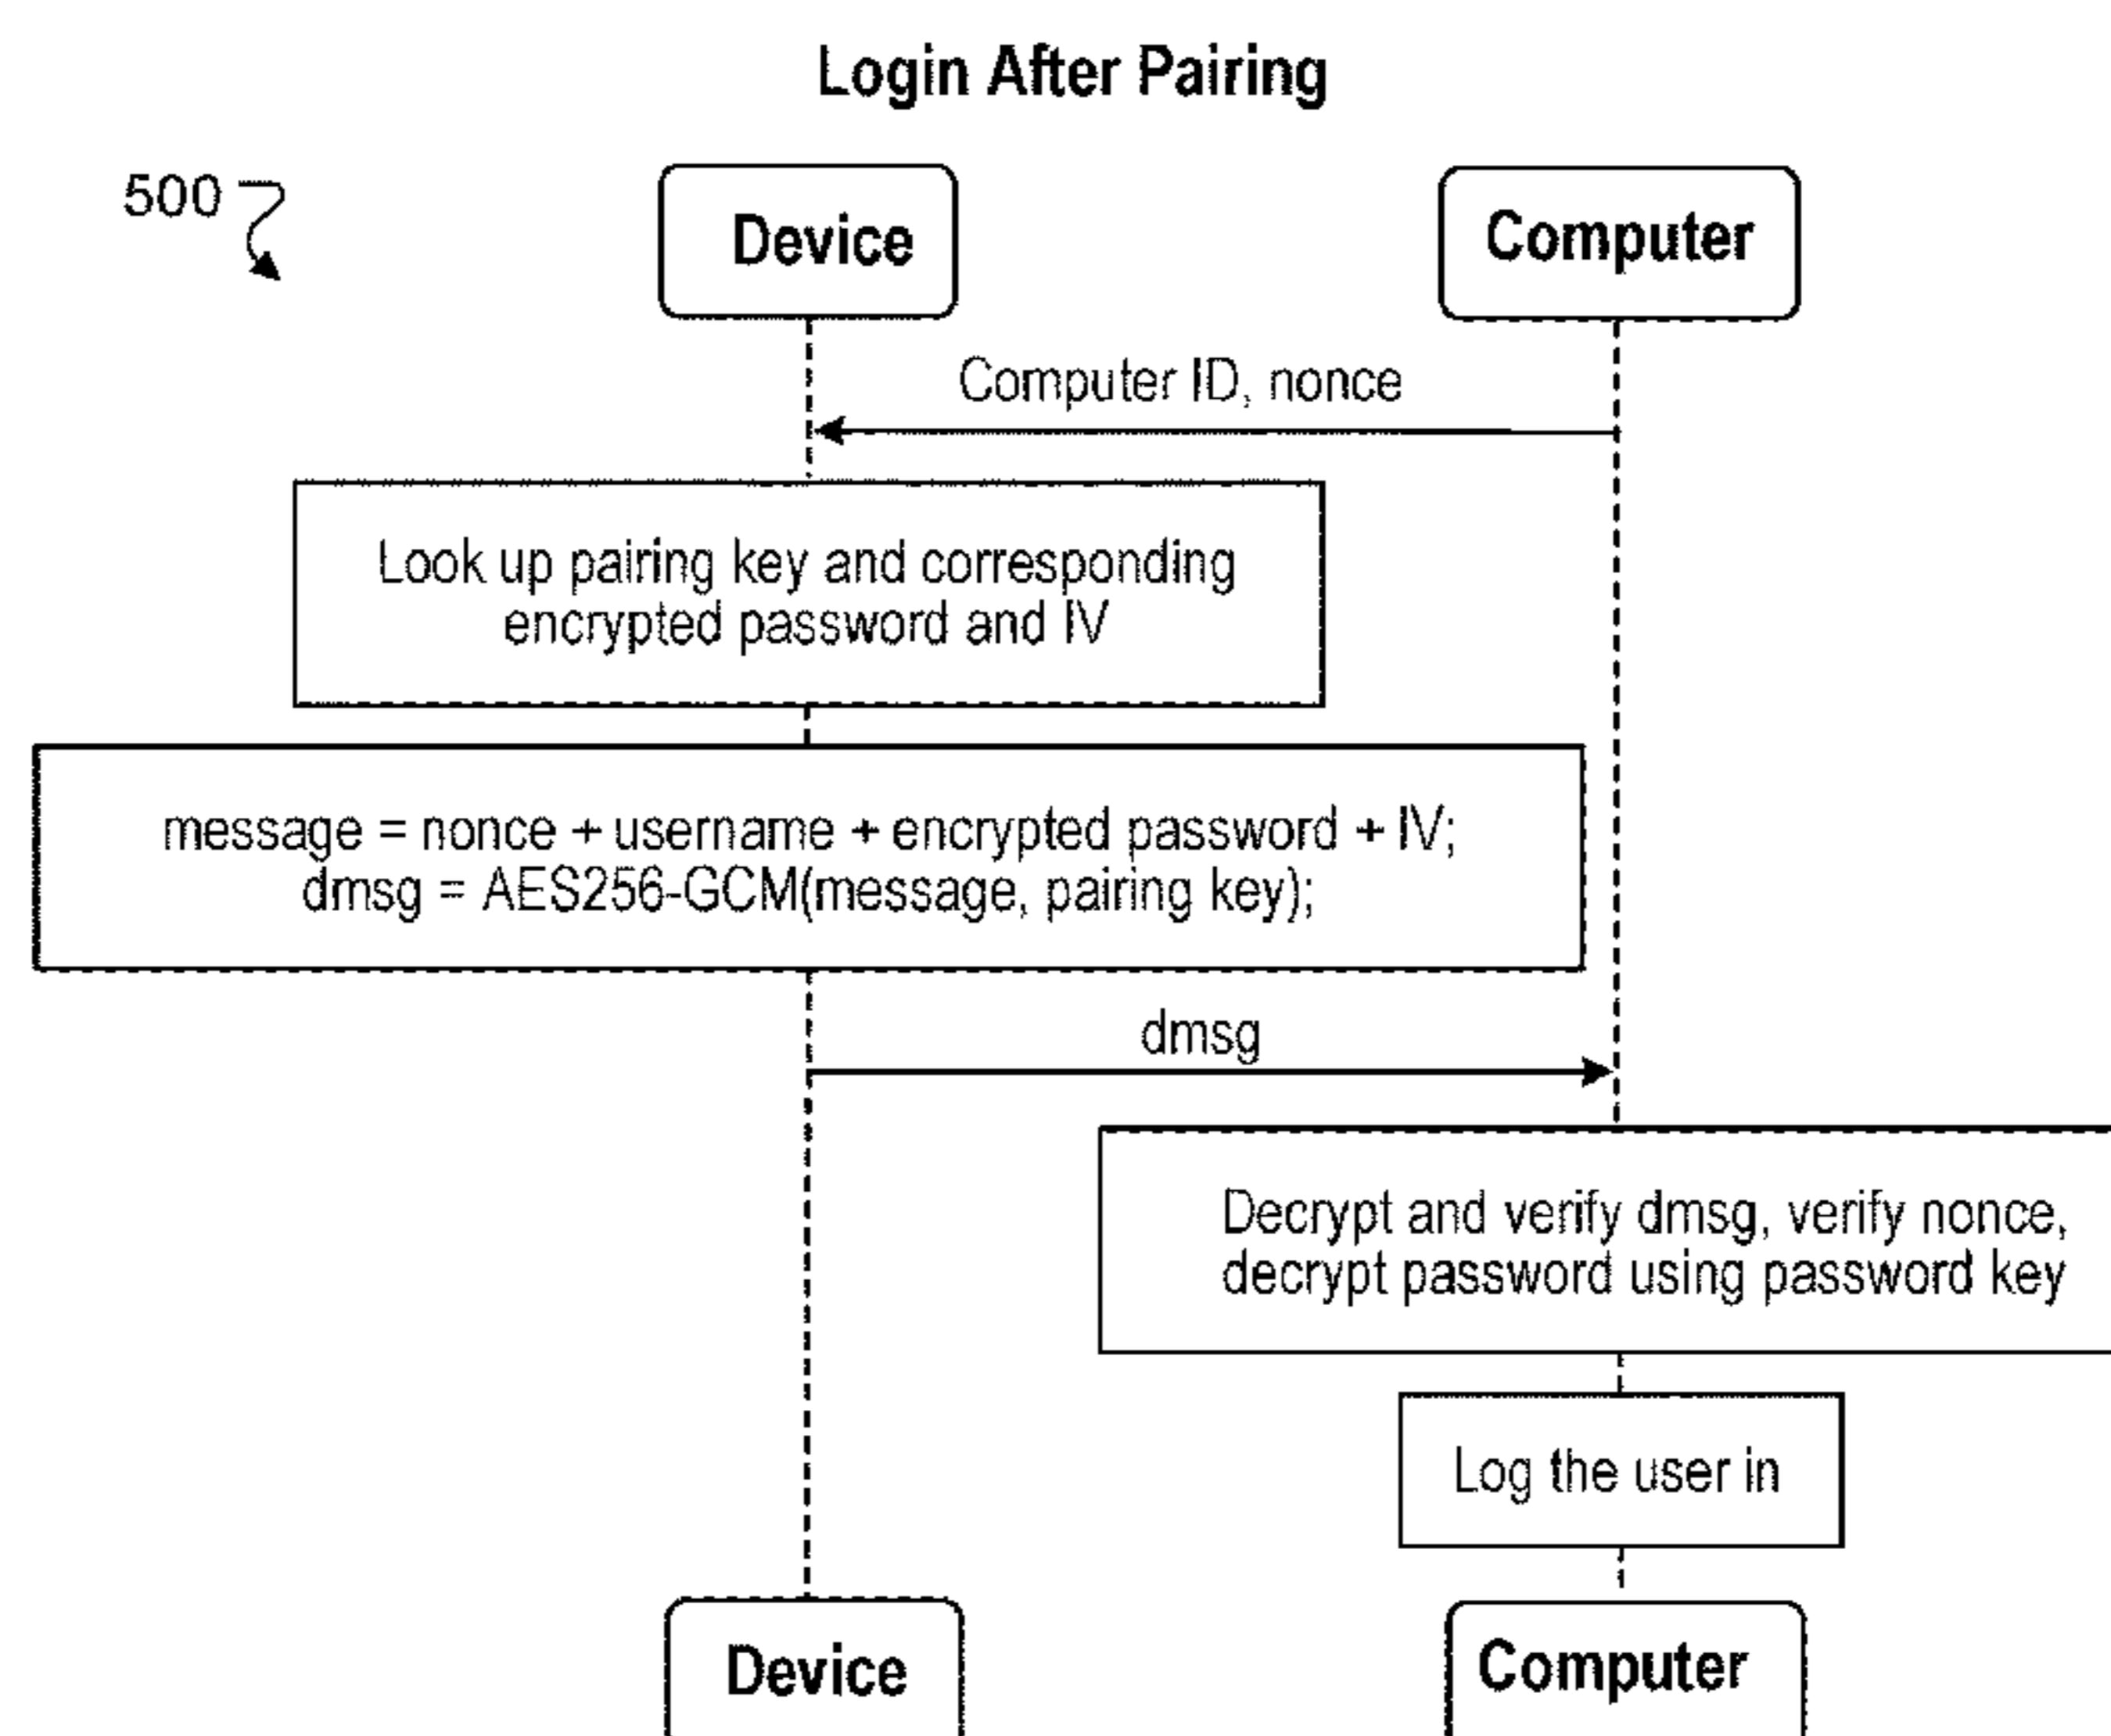 Login After Pairing
500
Device
Computer
Computer ID, nonce
Look up pairing key and corresponding
encrypted password and IV
message = nonce + username + encrypted password + IV;
dmsg = AES256-GCM(message, pairing key);
dmsg
Decrypt and verify dmsg, verify nonce,
decrypt password using password key
Log the user in
Device
Computer